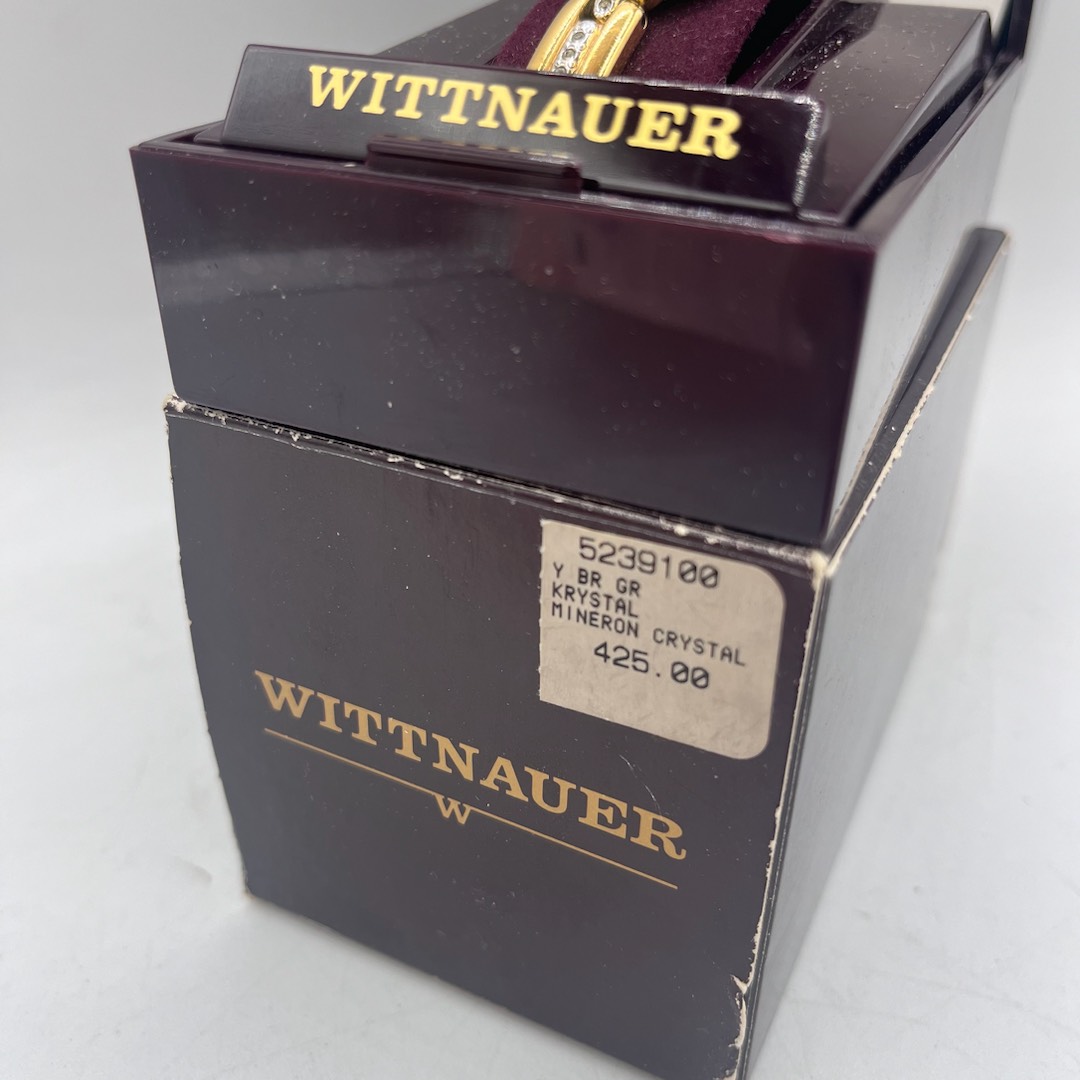 WITTNAUER
5239100
Y BR GR
KRYSTAL
MINERON CRYSTAL
425.00
WITTNAUER
W